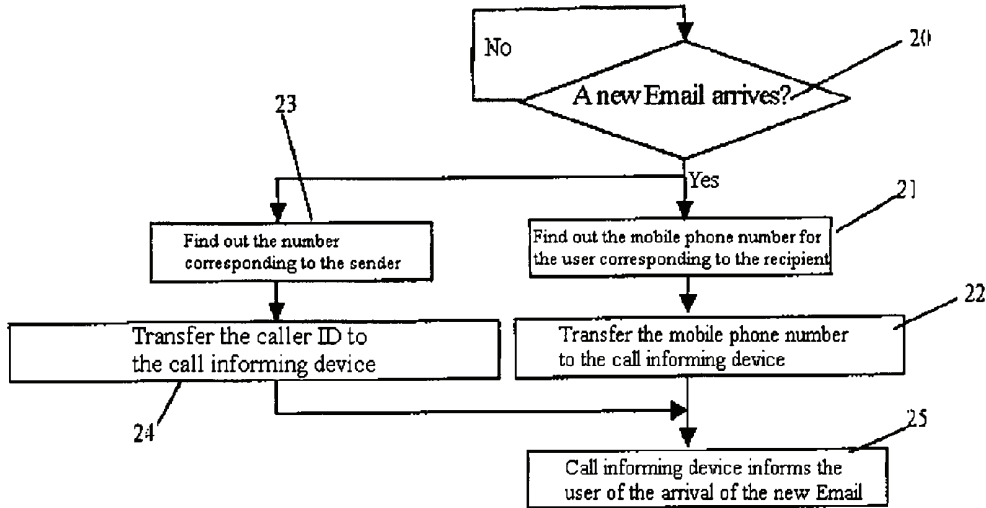 20
No
A new Email arrives?
23
Yes
21
Find out the number
corresponding to the sender
Find out the mobile phone number for
the user corresponding to the recipient
22
Transfer the caller ID to
the call informing device
Transfer the mobile phone number
to the call informing device
24
25
Call informing device informs the
user of the arrival of the new Email